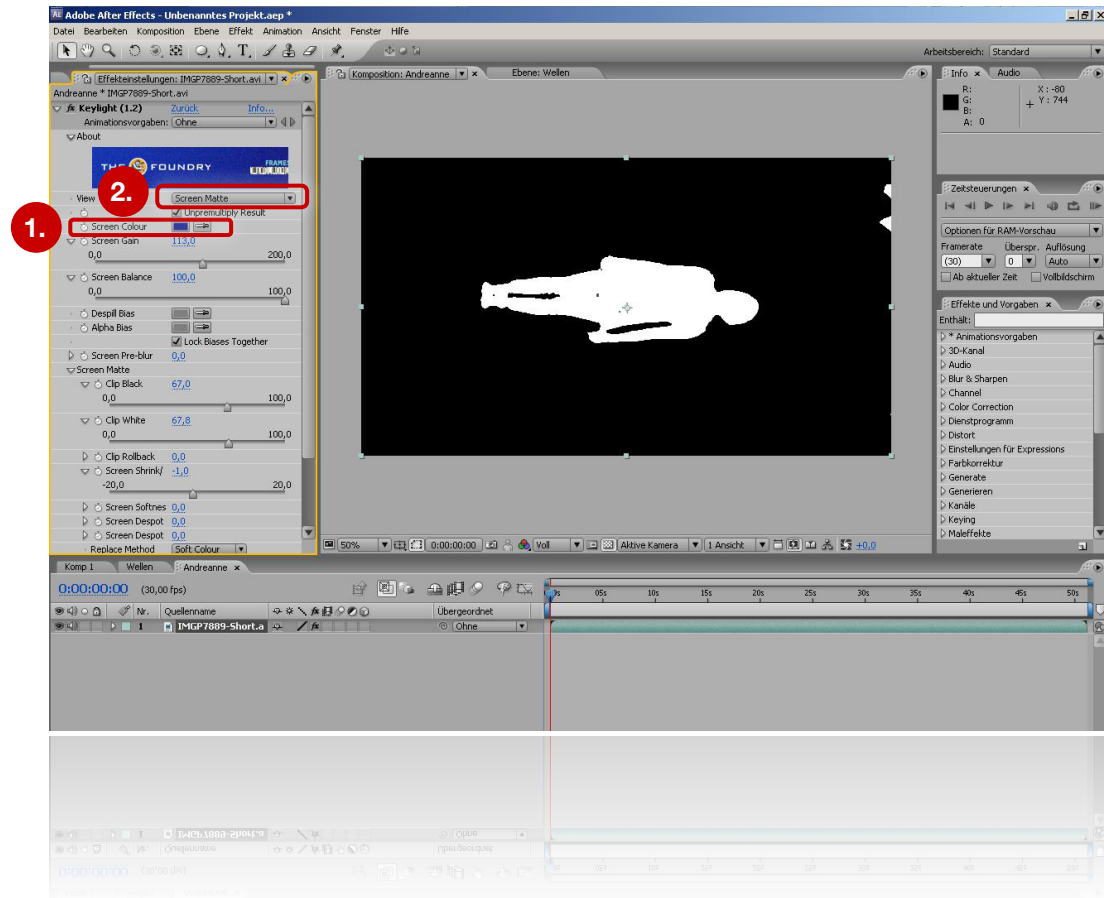 Adobe After Effects - Unbenanntes Projekt.aep *
Datei Bearbeiten Komposition Ebene Effekt Animation Ansicht Fenster Hilfe
Arbeitsbereich: Standard
Effekteinstellungen: IMGP7889-Short.avi
Andreanne * IMGP7889-Short.avi
Keylight (1.2) Zurück Info...
Animationsvorgaben: Ohne
About
THE FOUNDRY
View Screen Matte
2.
Unpremultiply Result
1.
Screen Colour
Screen Gain 113,0
0,0 200,0
Screen Balance 100,0
0,0 100,0
Despill Bias
Alpha Bias
Lock Biases Together
Screen Pre-blur 0,0
Screen Matte
Clip Black 67,0
0,0 100,0
Clip White 67,8
0,0 100,0
Clip Rollback 0,0
Screen Shrink/ -1,0
-20,0 20,0
Screen Softnes 0,0
Screen Despot 0,0
Screen Despot 0,0
Replace Method Soft Colour
Komposition: Andreanne Ebene: Wellen
50% 0:00:00:00 Voll Aktive Kamera 1 Ansicht +0,0
Info Audio
R: X : -80
G: Y : 744
B:
A: 0
Zeitsteuerungen
Optionen für RAM-Vorschau
Framerate Überspr. Auflösung
(30) 0 Auto
Ab aktueller Zeit Vollbildschirm
Effekte und Vorgaben
Enthält:
* Animationsvorgaben
3D-Kanal
Audio
Blur & Sharpen
Channel
Color Correction
Dienstprogramm
Distort
Einstellungen für Expressions
Farbkorrektur
Generate
Generieren
Kanäle
Keying
Maleffekte
Komp 1 Wellen Andreanne
0:00:00:00 (30,00 fps)
05s 10s 15s 20s 25s 30s 35s 40s 45s 50s
Nr. Quellenname Übergeordnet
1 IMGP7889-Short.a Ohne